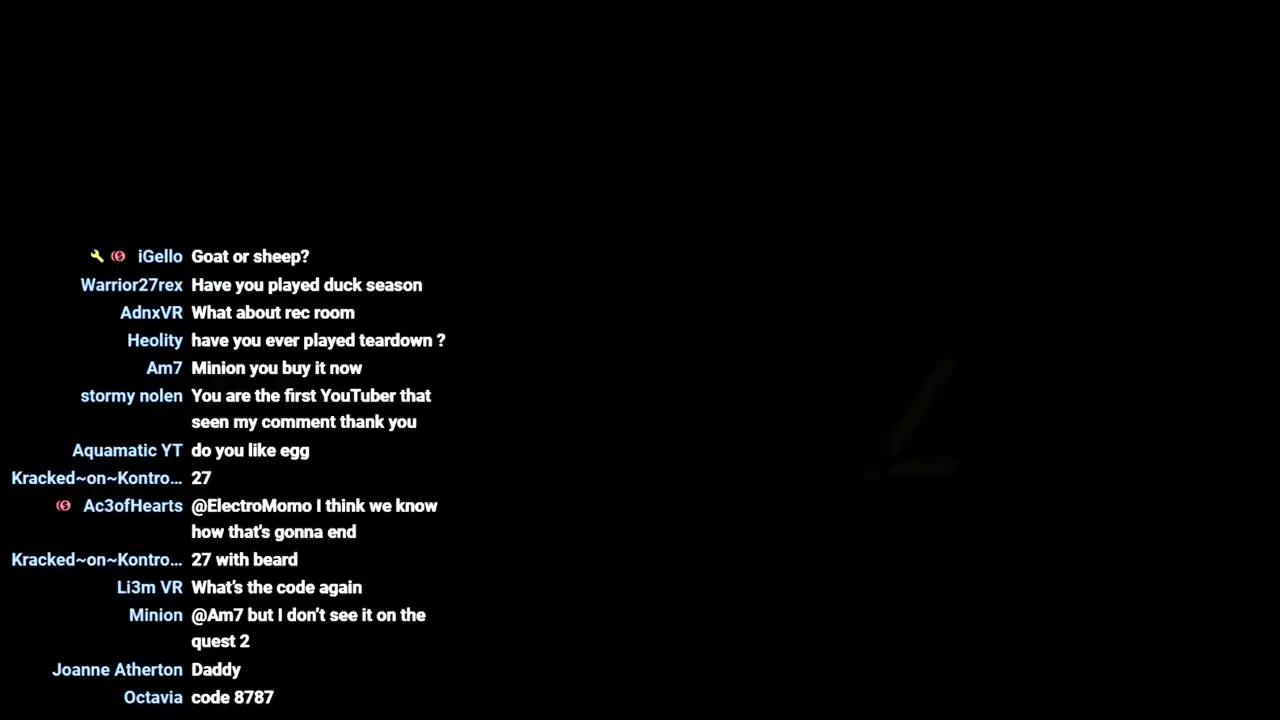 iGello Goat or sheep?
Warrior27rex Have you played duck season
AdnxVR What about rec room
Heolity have you ever played teardown ?
Am7 Minion you buy it now
stormy nolen You are the first YouTuber that
seen my comment thank you
Aquamatic YT do you like egg
Kracked~on~Kontro... 27
Ac3ofHearts @ElectroMomo I think we know
how that's gonna end
Kracked~on~Kontro... 27 with beard
Li3m VR What's the code again
Minion @Am7 but I don't see it on the
quest 2
Joanne Atherton Daddy
Octavia code 8787